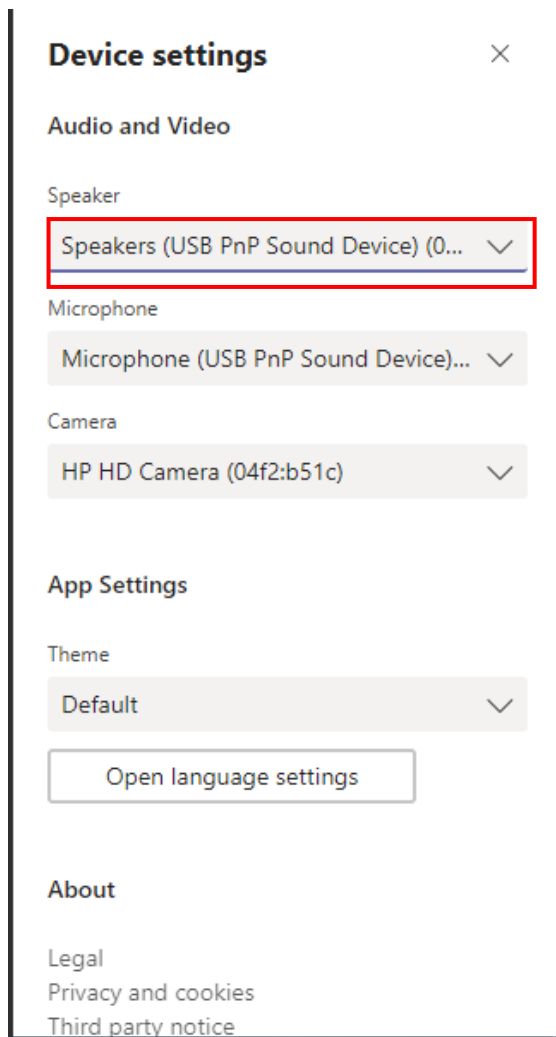 Device settings
Audio and Video
Speaker
Speakers (USB PnP Sound Device) (0...
Microphone
Microphone (USB PnP Sound Device)...
Camera
HP HD Camera (04f2:b51c)
App Settings
Theme
Default
Open language settings
About
Legal
Privacy and cookies
Third party notice